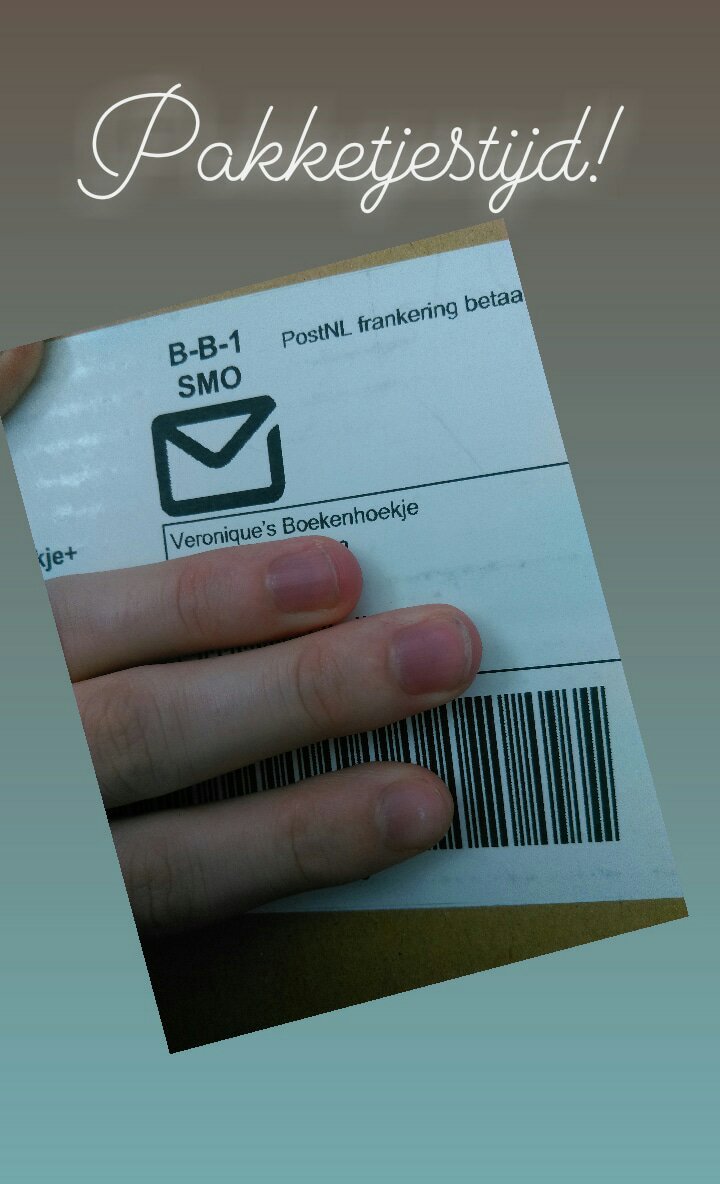 Pakketjestijd!
B-B-1
SMO
PostNL frankering betaa
Veronique's Boekenhoekje
kje+